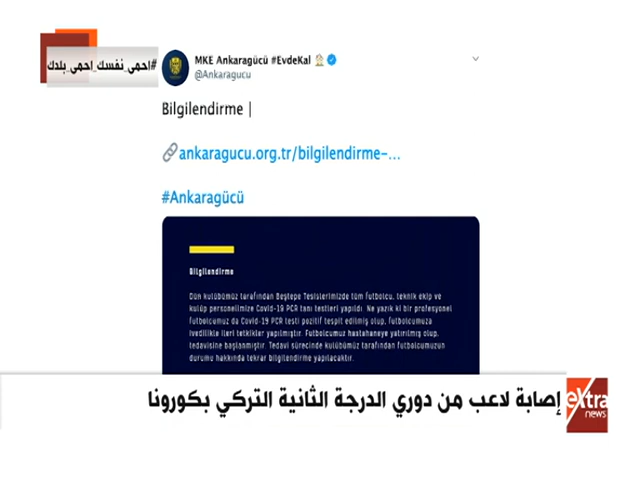 #احمي_نفسك_احمي_بلدك
MKE Ankaragücü #EvdeKal
@Ankaragucu
Bilgilendirme |
ankaragucu.org.tr/bilgilendirme-...
#Ankaragücü
Bilgilendirme
Dün kulübümüz tarafından Beştepe Tesislerimizde tüm futbolcu, teknik ekip ve
kulüp personelimize Covid-19 PCR tanı testleri yapıldı. Ne yazık ki bir profesyonel
futbolcumuz da Covid-19 PCR testi pozitif tespit edilmiş olup, futbolcumuza
ivedilikle ileri tetkikler yapılmıştır. Futbolcumuz hastaneye yatırılmış olup,
tedavisine başlanmıştır. Tedavi sürecinde kulübümüz tarafından futbolcumuzun
durumu hakkında tekrar bilgilendirme yapılacaktır.
إصابة لاعب من دوري الدرجة الثانية التركي بكورونا
eXtra
news